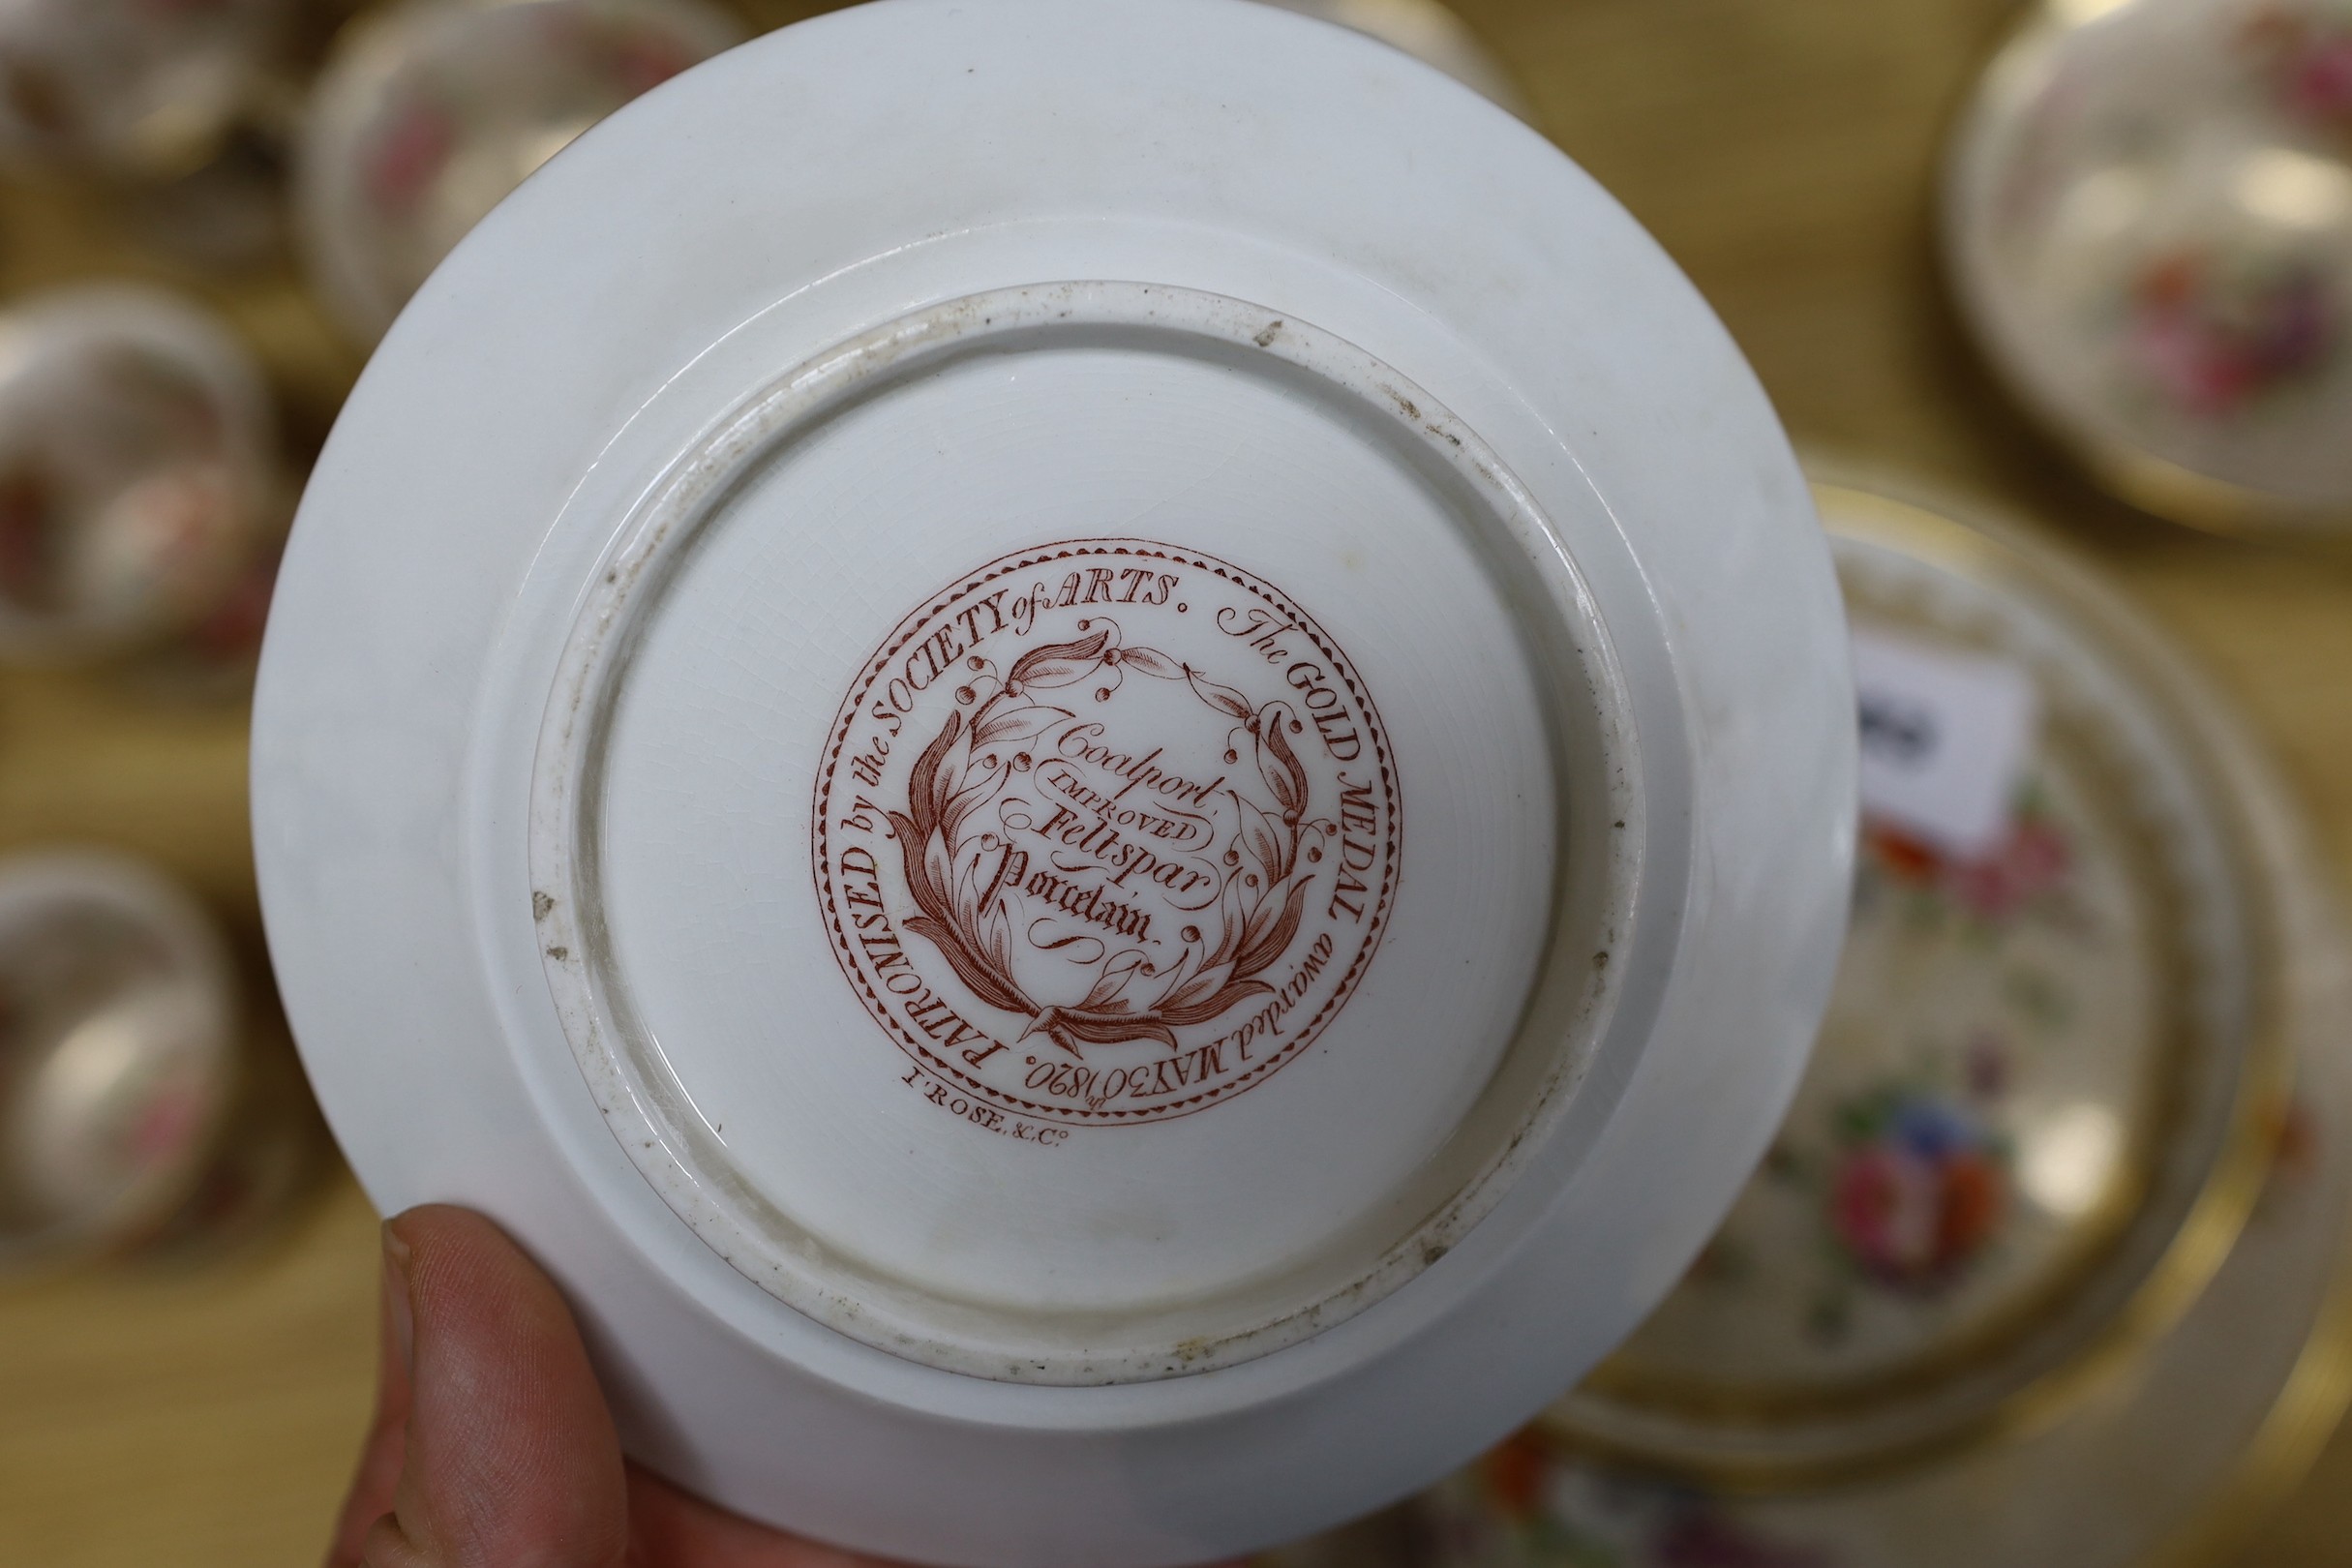 PATRONISED by the SOCIETY of ARTS. The GOLD MEDAL awarded MAY 30th 1820.
Coalport,
IMPROVED
Feltspar
Porcelain.
I. ROSE, & Co.